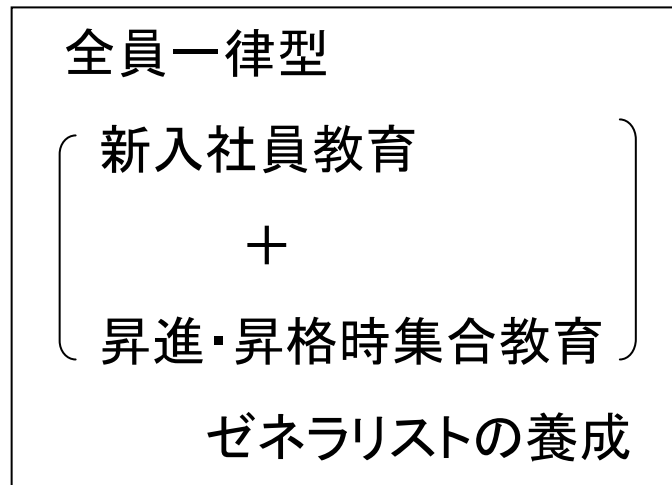 全員一律型
新入社員教育
＋
昇進・昇格時集合教育
ゼネラリストの養成